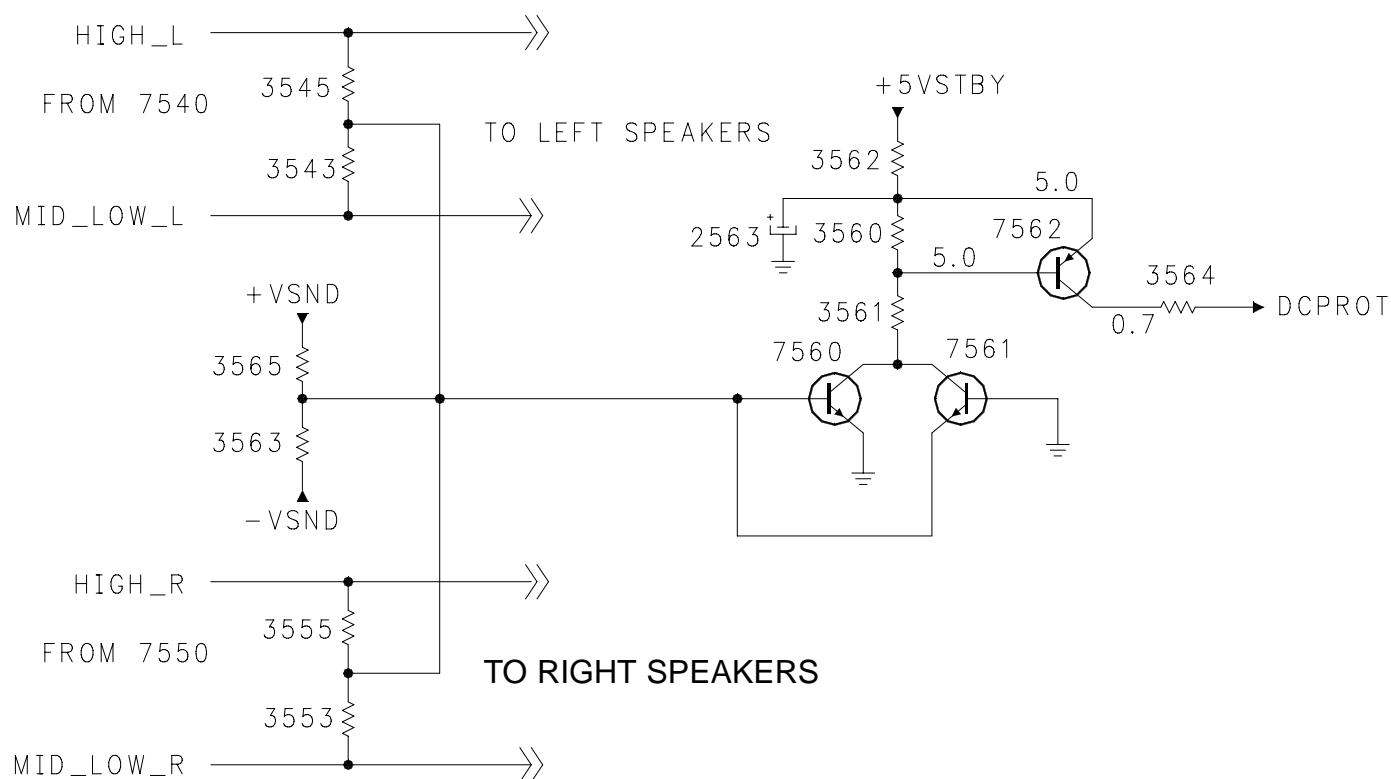 HIGH_L
3545
FROM 7540
3543
MID_LOW_L
TO LEFT SPEAKERS
+5VSTBY
3562
5.0
2563
+
3560
7562
5.0
3564
3561
0.7
DCPROT
7560
7561
+VSND
3565
3563
-VSND
HIGH_R
3555
FROM 7550
3553
MID_LOW_R
TO RIGHT SPEAKERS